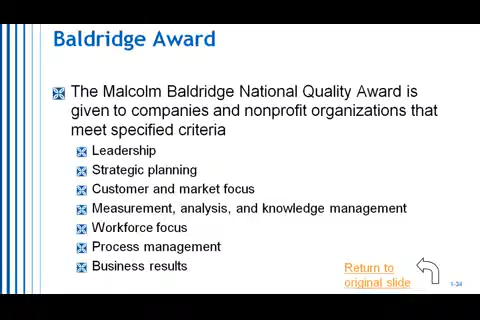 Baldridge Award
The Malcolm Baldridge National Quality Award is
given to companies and nonprofit organizations that
meet specified criteria
Leadership
Strategic planning
Customer and market focus
Measurement, analysis, and knowledge management
Workforce focus
Process management
Business results
Return to
original slide
1-34